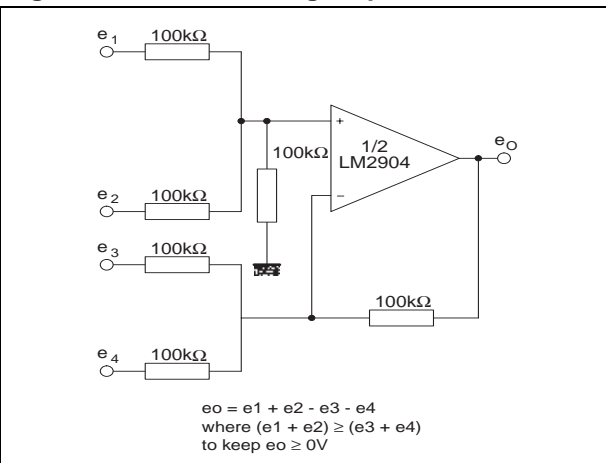 e1 100kΩ
+
1/2
LM2904
eO
100kΩ
e2 100kΩ
−
e3 100kΩ
100kΩ
e4 100kΩ
eo = e1 + e2 - e3 - e4
where (e1 + e2) ≥ (e3 + e4)
to keep eo ≥ 0V